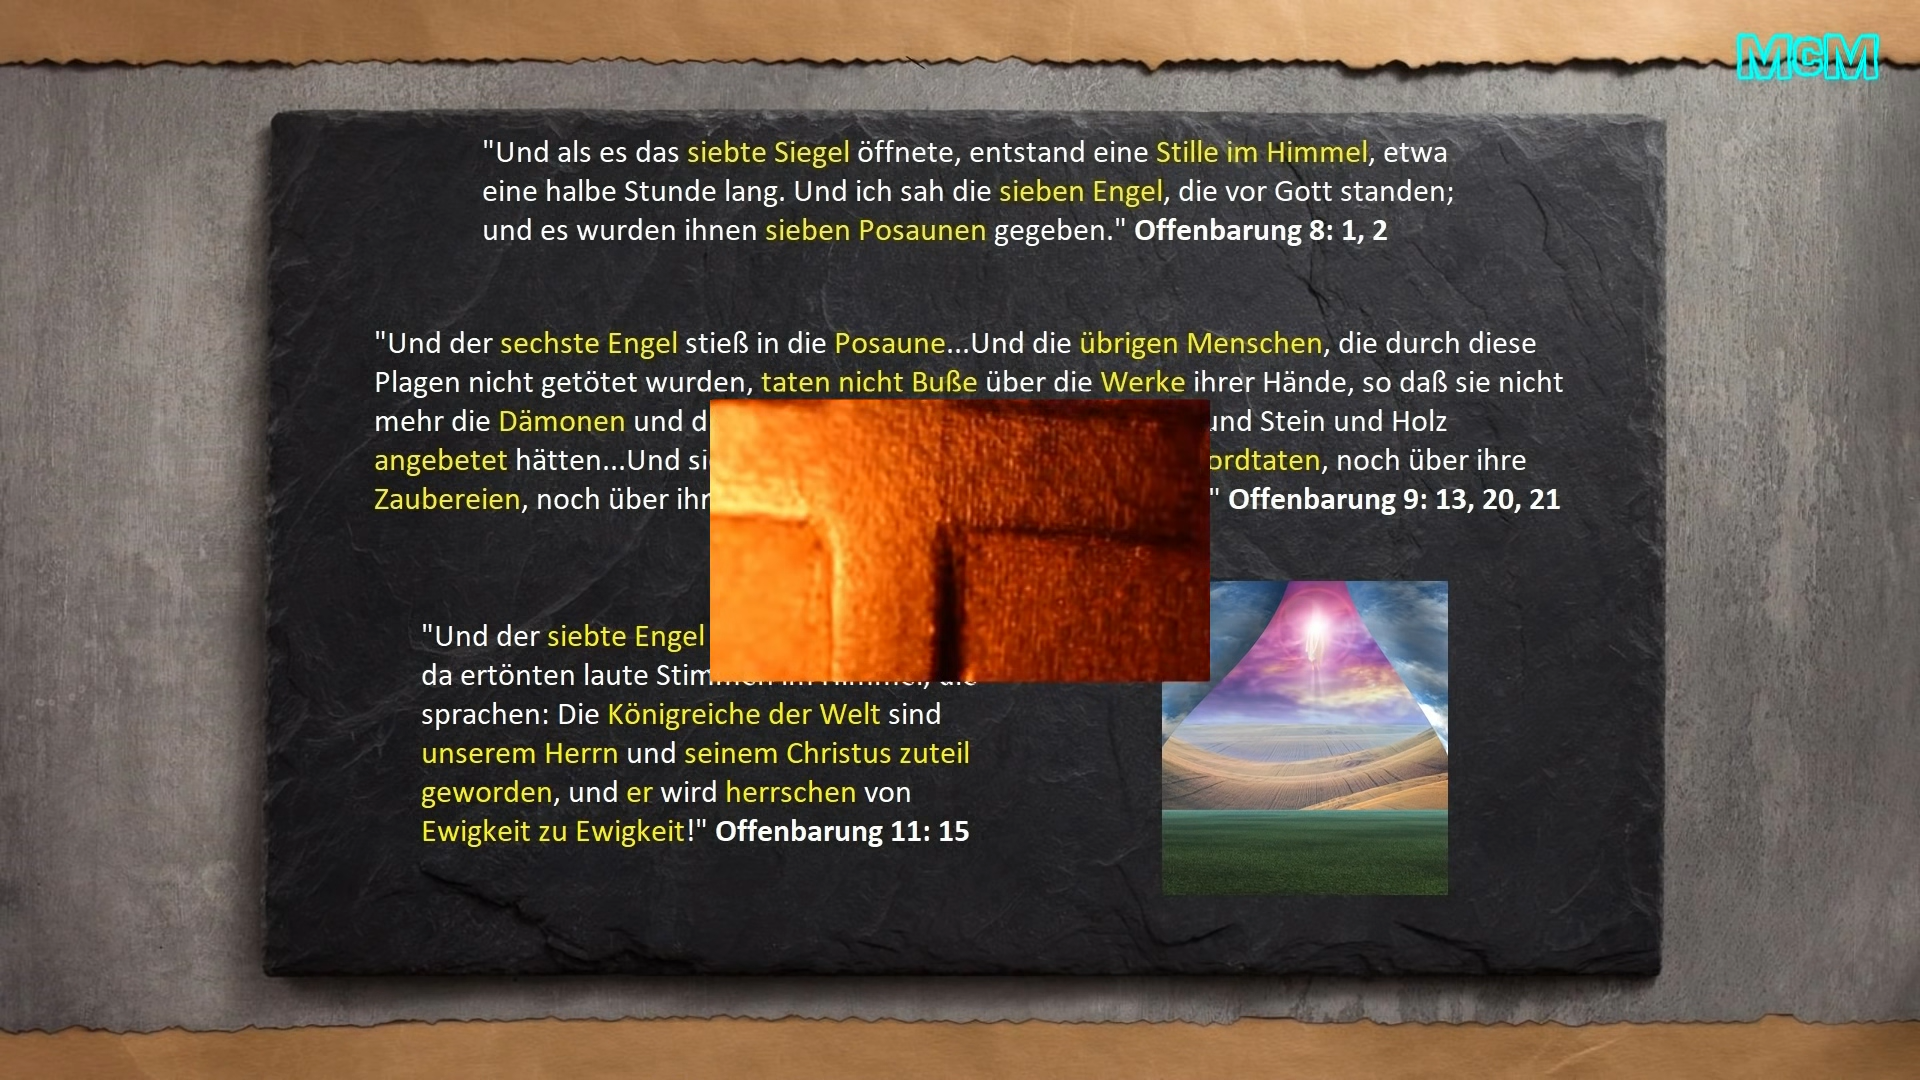 McM
"Und als es das siebte Siegel öffnete, entstand eine Stille im Himmel, etwa
eine halbe Stunde lang. Und ich sah die sieben Engel, die vor Gott standen;
und es wurden ihnen sieben Posaunen gegeben." Offenbarung 8: 1, 2
"Und der sechste Engel stieß in die Posaune...Und die übrigen Menschen, die durch diese
Plagen nicht getötet wurden, taten nicht Buße über die Werke ihrer Hände, so daß sie nicht
mehr die Dämonen und und Stein und Holz
angebetet hätten...Und ordtaten, noch über ihre
Zaubereien, noch über " Offenbarung 9: 13, 20, 21
"Und der siebte Engel
da ertönten laute
sprachen: Die Königreiche der Welt sind
unserem Herrn und seinem Christus zuteil
geworden, und er wird herrschen von
Ewigkeit zu Ewigkeit!" Offenbarung 11: 15